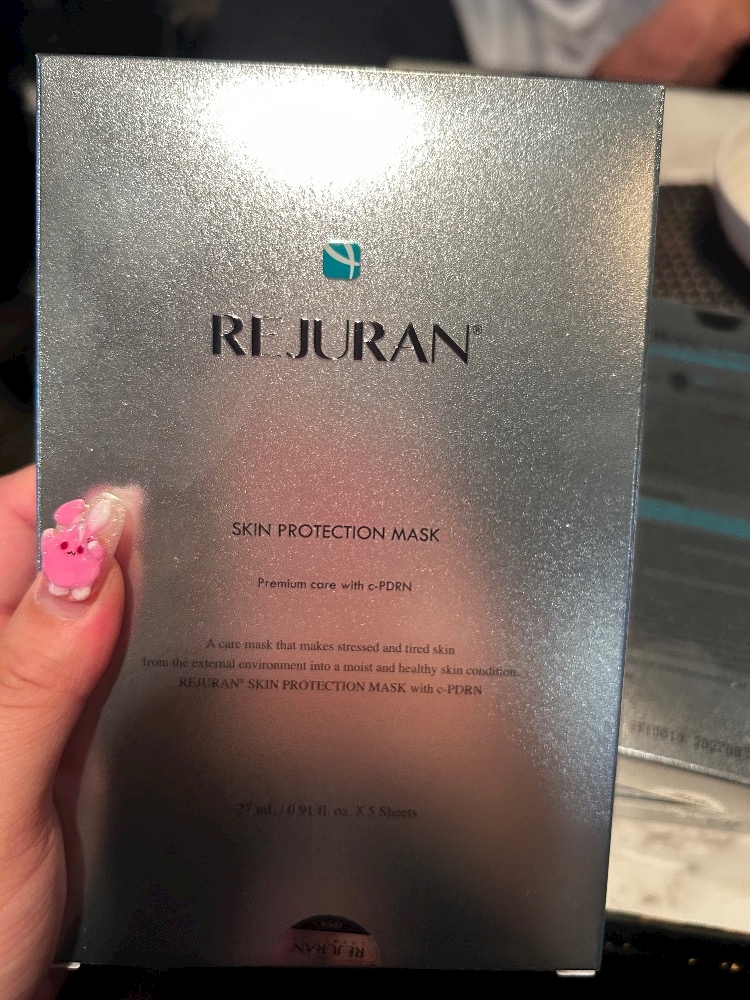 REJURAN®
SKIN PROTECTION MASK
Premium care with c-PDRN
A care mask that makes stressed and tired skin
from the external environment into a moist and healthy skin condition.
REJURAN® SKIN PROTECTION MASK with c-PDRN
27 mL / 0.91 fl. oz. X 5 Sheets
REJURAN